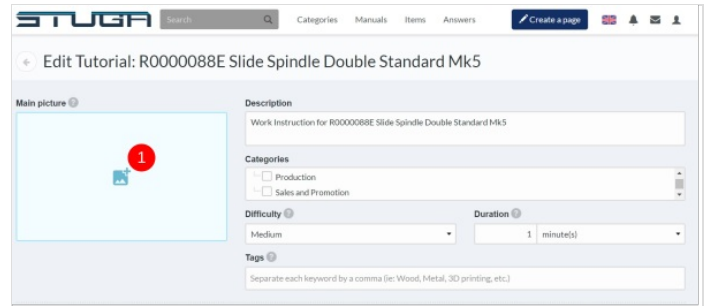 STUGA
Search
Categories
Manuals
Items
Answers
Create a page
Edit Tutorial: R0000088E Slide Spindle Double Standard Mk5
Main picture
Description
1
Work Instruction for R0000088E Slide Spindle Double Standard Mk5
Categories
Production
Sales and Promotion
Difficulty
Duration
Medium
1 minute(s)
Tags
Separate each keyword by a comma (ie: Wood, Metal, 3D printing, etc.)